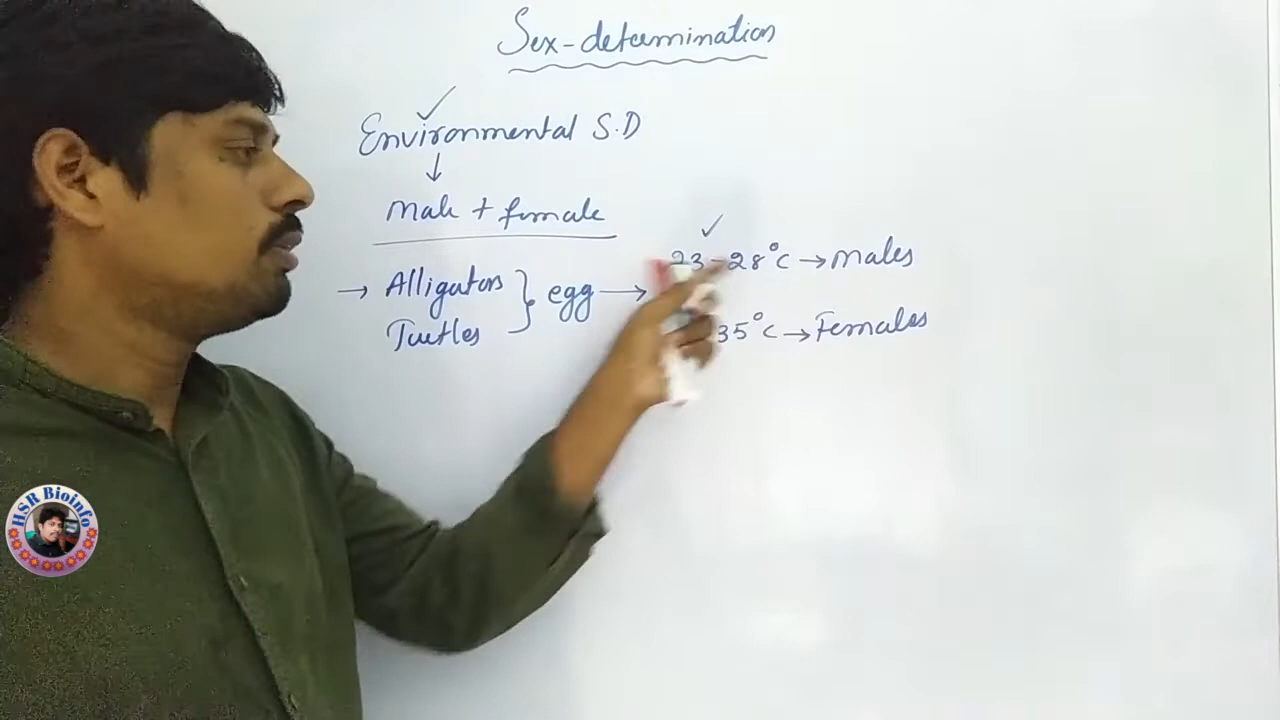 Sex-determination
Environmental S.D
↓
Male + female
→ Alligators
Turtles } egg →
23-28°C → males
35°C → Females
HSR Bioinfo